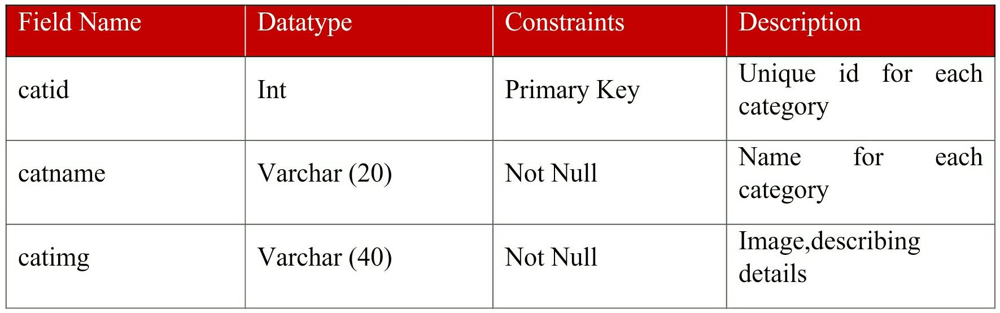 Field Name Datatype Constraints Description
catid Int Primary Key Unique id for each
category
catname Varchar (20) Not Null Name for each
category
catimg Varchar (40) Not Null Image,describing
details